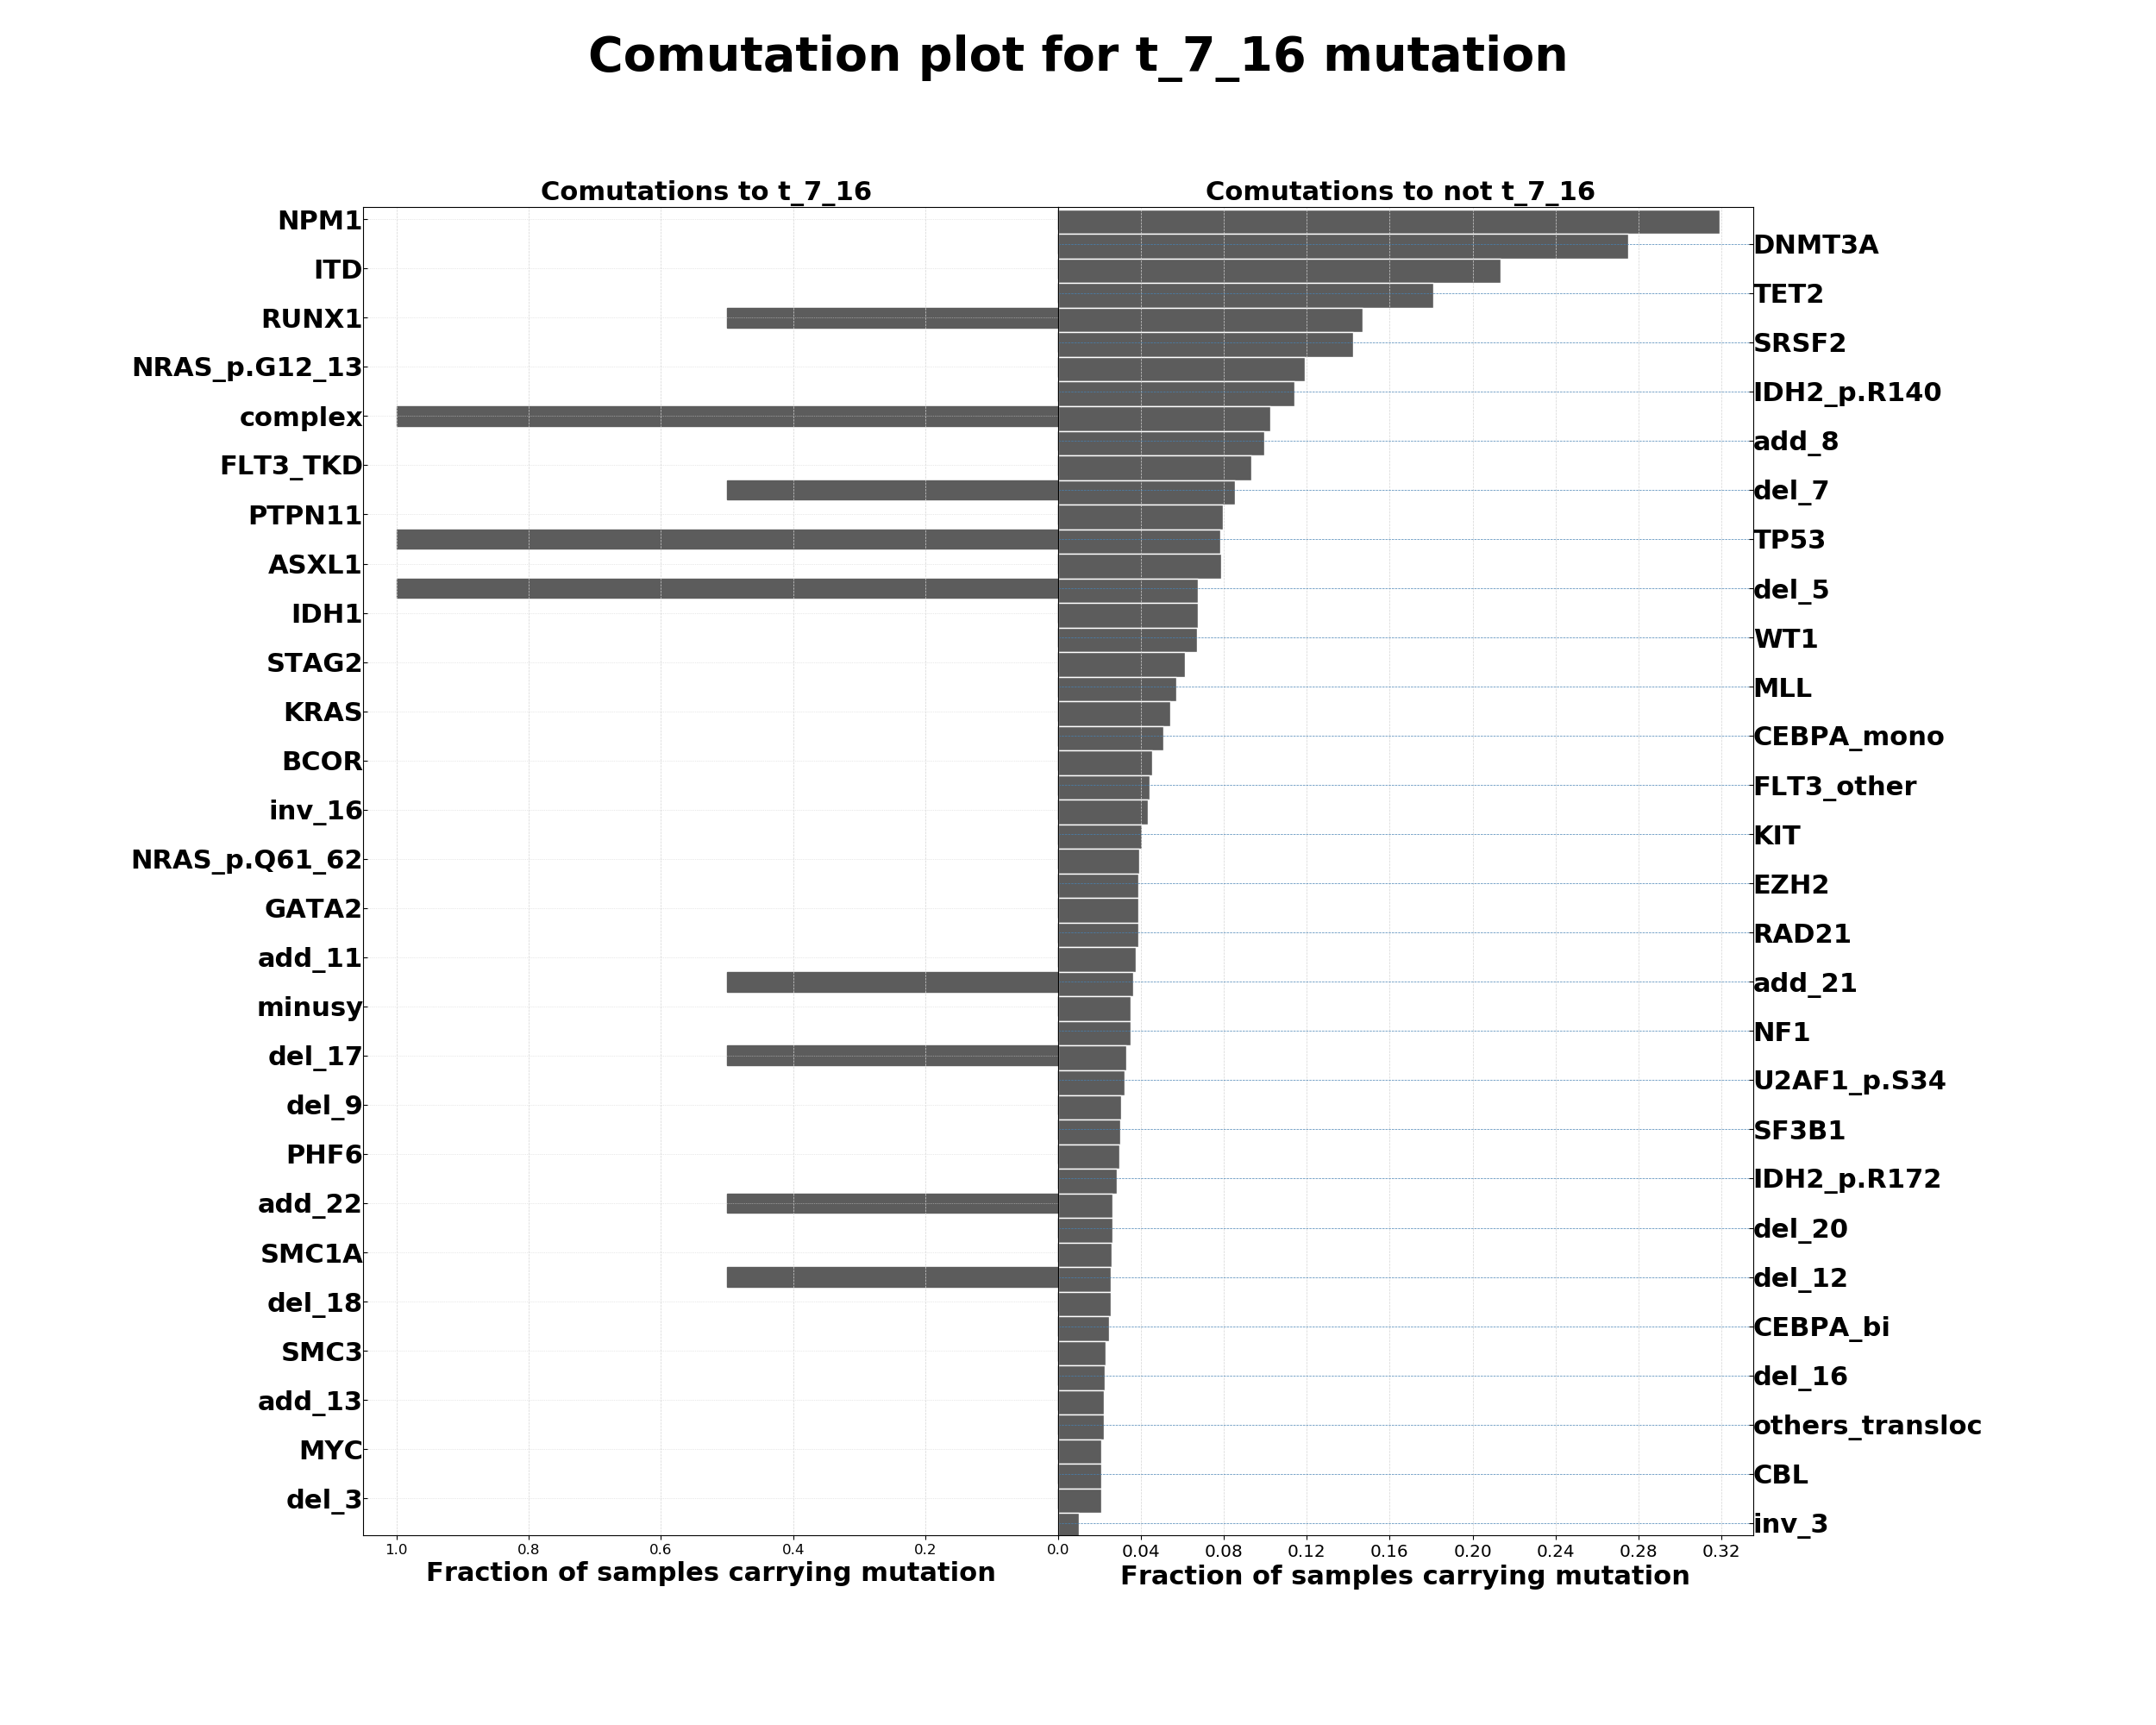 Comutation plot for t_7_16 mutation
Comutations to t_7_16
Comutations to not t_7_16
NPM1
DNMT3A
ITD
TET2
RUNX1
SRSF2
NRAS_p.G12_13
IDH2_p.R140
complex
add_8
FLT3_TKD
del_7
PTPN11
TP53
ASXL1
del_5
IDH1
WT1
STAG2
MLL
KRAS
CEBPA_mono
BCOR
FLT3_other
inv_16
KIT
NRAS_p.Q61_62
EZH2
GATA2
RAD21
add_11
add_21
minusy
NF1
del_17
U2AF1_p.S34
del_9
SF3B1
PHF6
IDH2_p.R172
add_22
del_20
SMC1A
del_12
del_18
CEBPA_bi
SMC3
del_16
add_13
others_transloc
MYC
CBL
del_3
inv_3
1.0 0.8 0.6 0.4 0.2 0.0 0.04 0.08 0.12 0.16 0.20 0.24 0.28 0.32
Fraction of samples carrying mutation
Fraction of samples carrying mutation